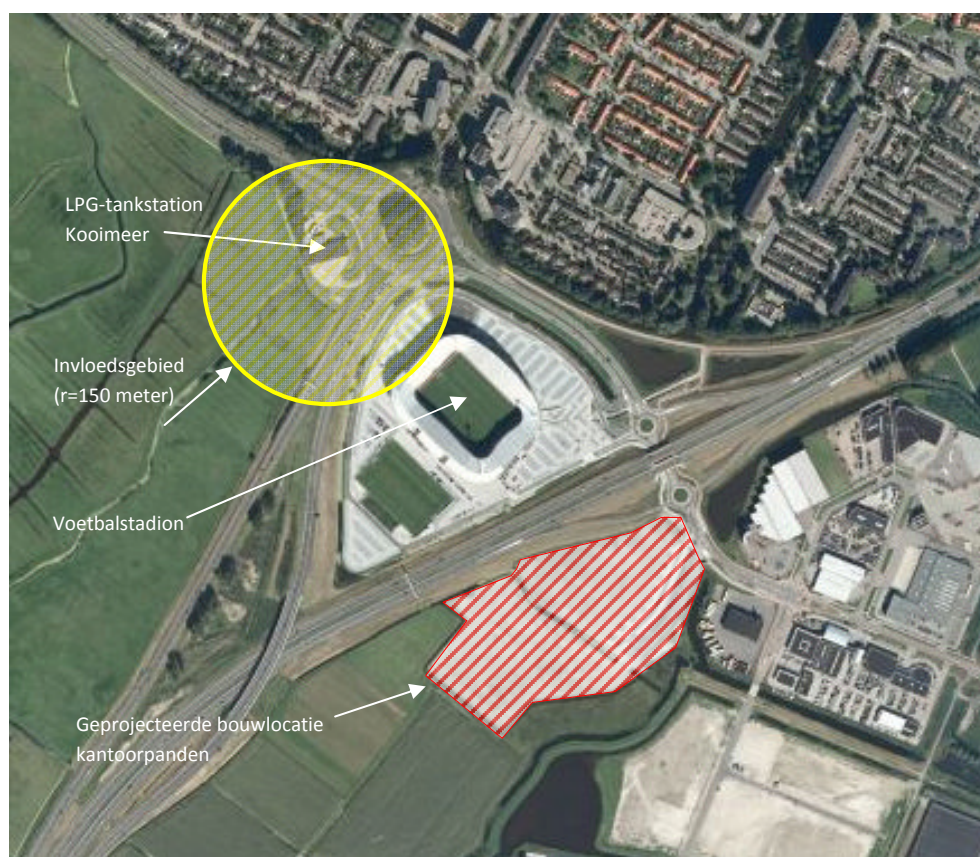 LPG-tankstation
Kooimeer
Invloedsgebied
(r=150 meter)
Voetbalstadion
Geprojecteerde bouwlocatie
kantoorpanden